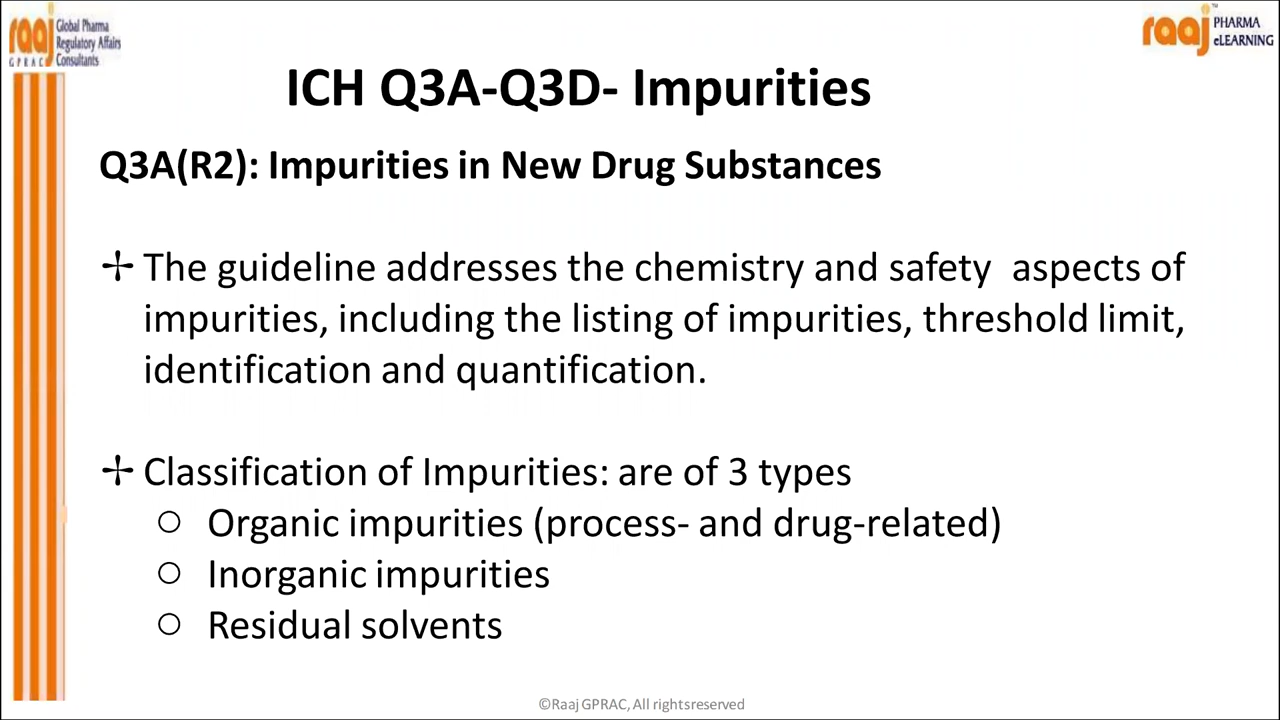 raaj
Global Pharma
Regulatory Affairs
Consultants
G P R A C
raaj™
PHARMA
eLEARNING
ICH Q3A-Q3D- Impurities
Q3A(R2): Impurities in New Drug Substances
✢ The guideline addresses the chemistry and safety aspects of
impurities, including the listing of impurities, threshold limit,
identification and quantification.
✢ Classification of Impurities: are of 3 types
○ Organic impurities (process- and drug-related)
○ Inorganic impurities
○ Residual solvents
©Raaj GPRAC, All rightsreserved